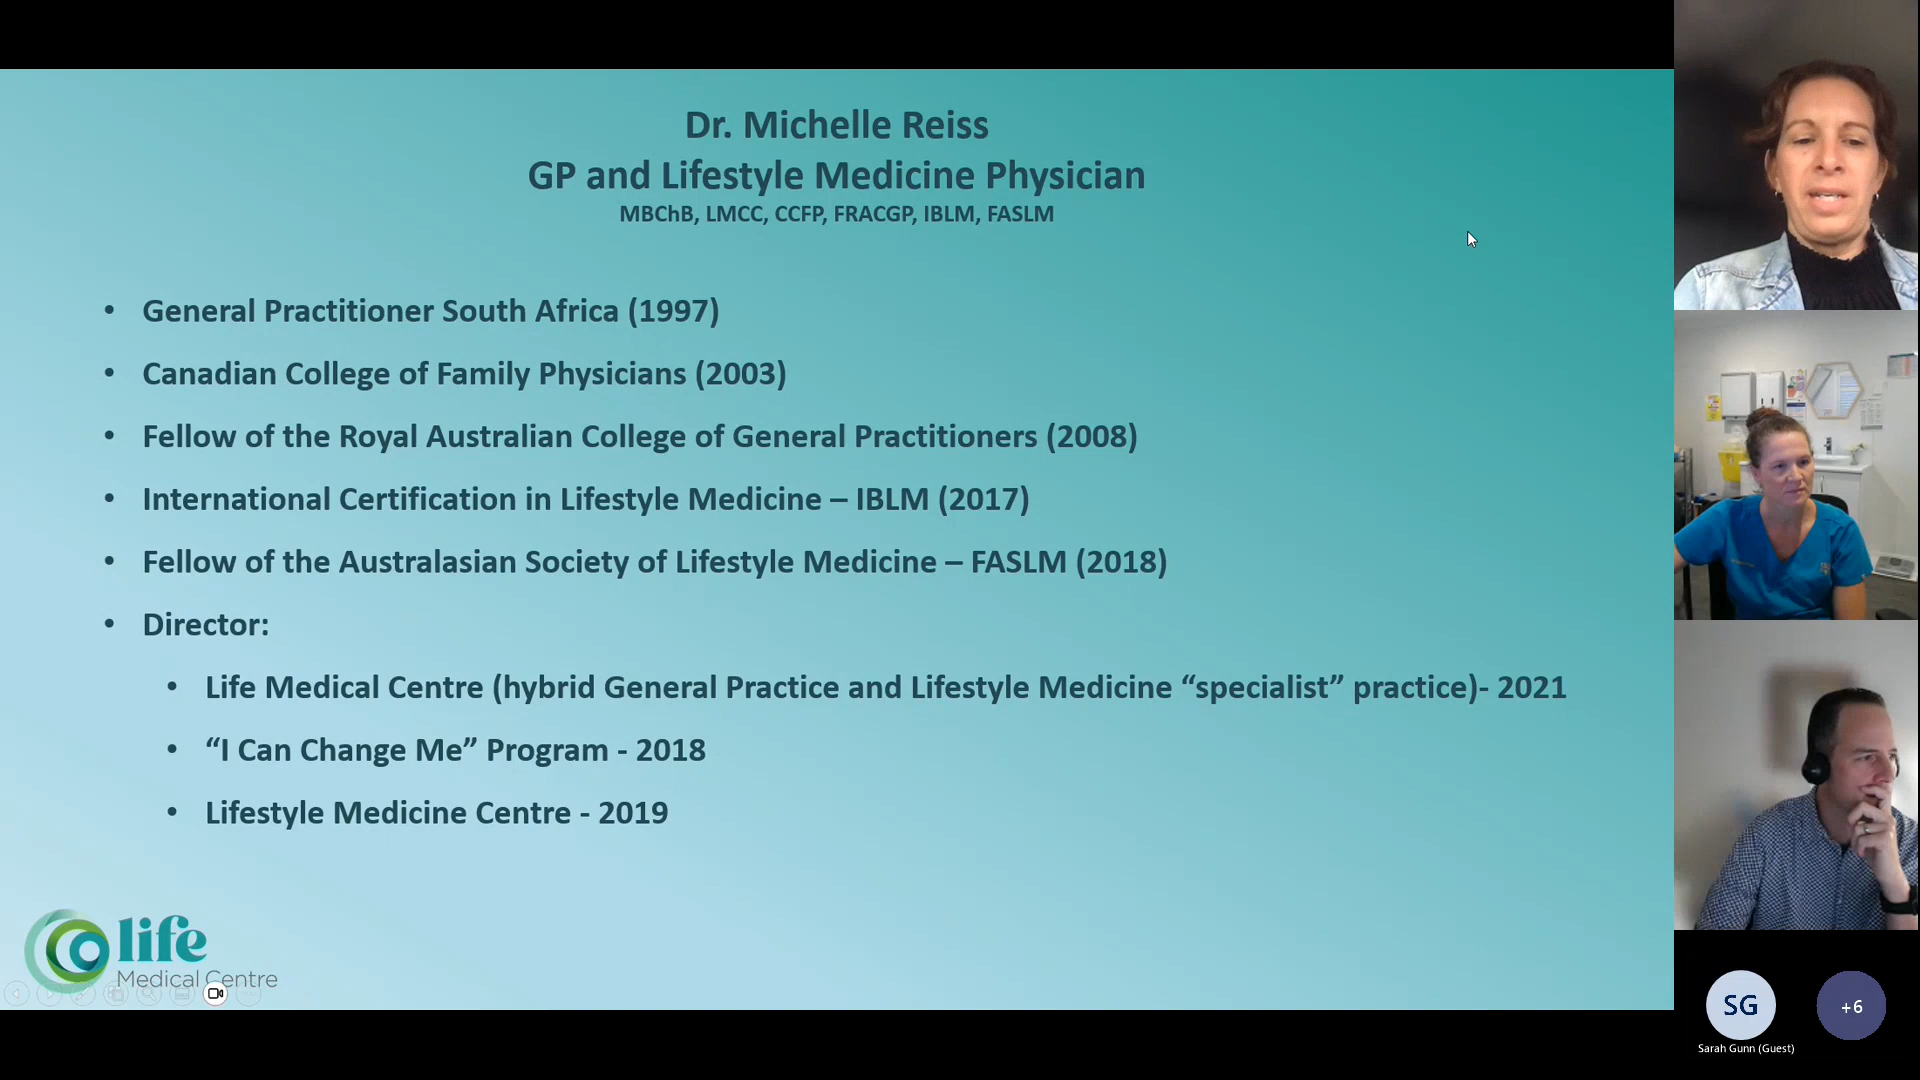 Dr. Michelle Reiss
GP and Lifestyle Medicine Physician
MBChB, LMCC, CCFP, FRACGP, IBLM, FASLM
• General Practitioner South Africa (1997)
• Canadian College of Family Physicians (2003)
• Fellow of the Royal Australian College of General Practitioners (2008)
• International Certification in Lifestyle Medicine – IBLM (2017)
• Fellow of the Australasian Society of Lifestyle Medicine – FASLM (2018)
• Director:
• Life Medical Centre (hybrid General Practice and Lifestyle Medicine “specialist” practice)- 2021
• “I Can Change Me” Program - 2018
• Lifestyle Medicine Centre - 2019
life
Medical Centre
SG
+6
Sarah Gunn (Guest)